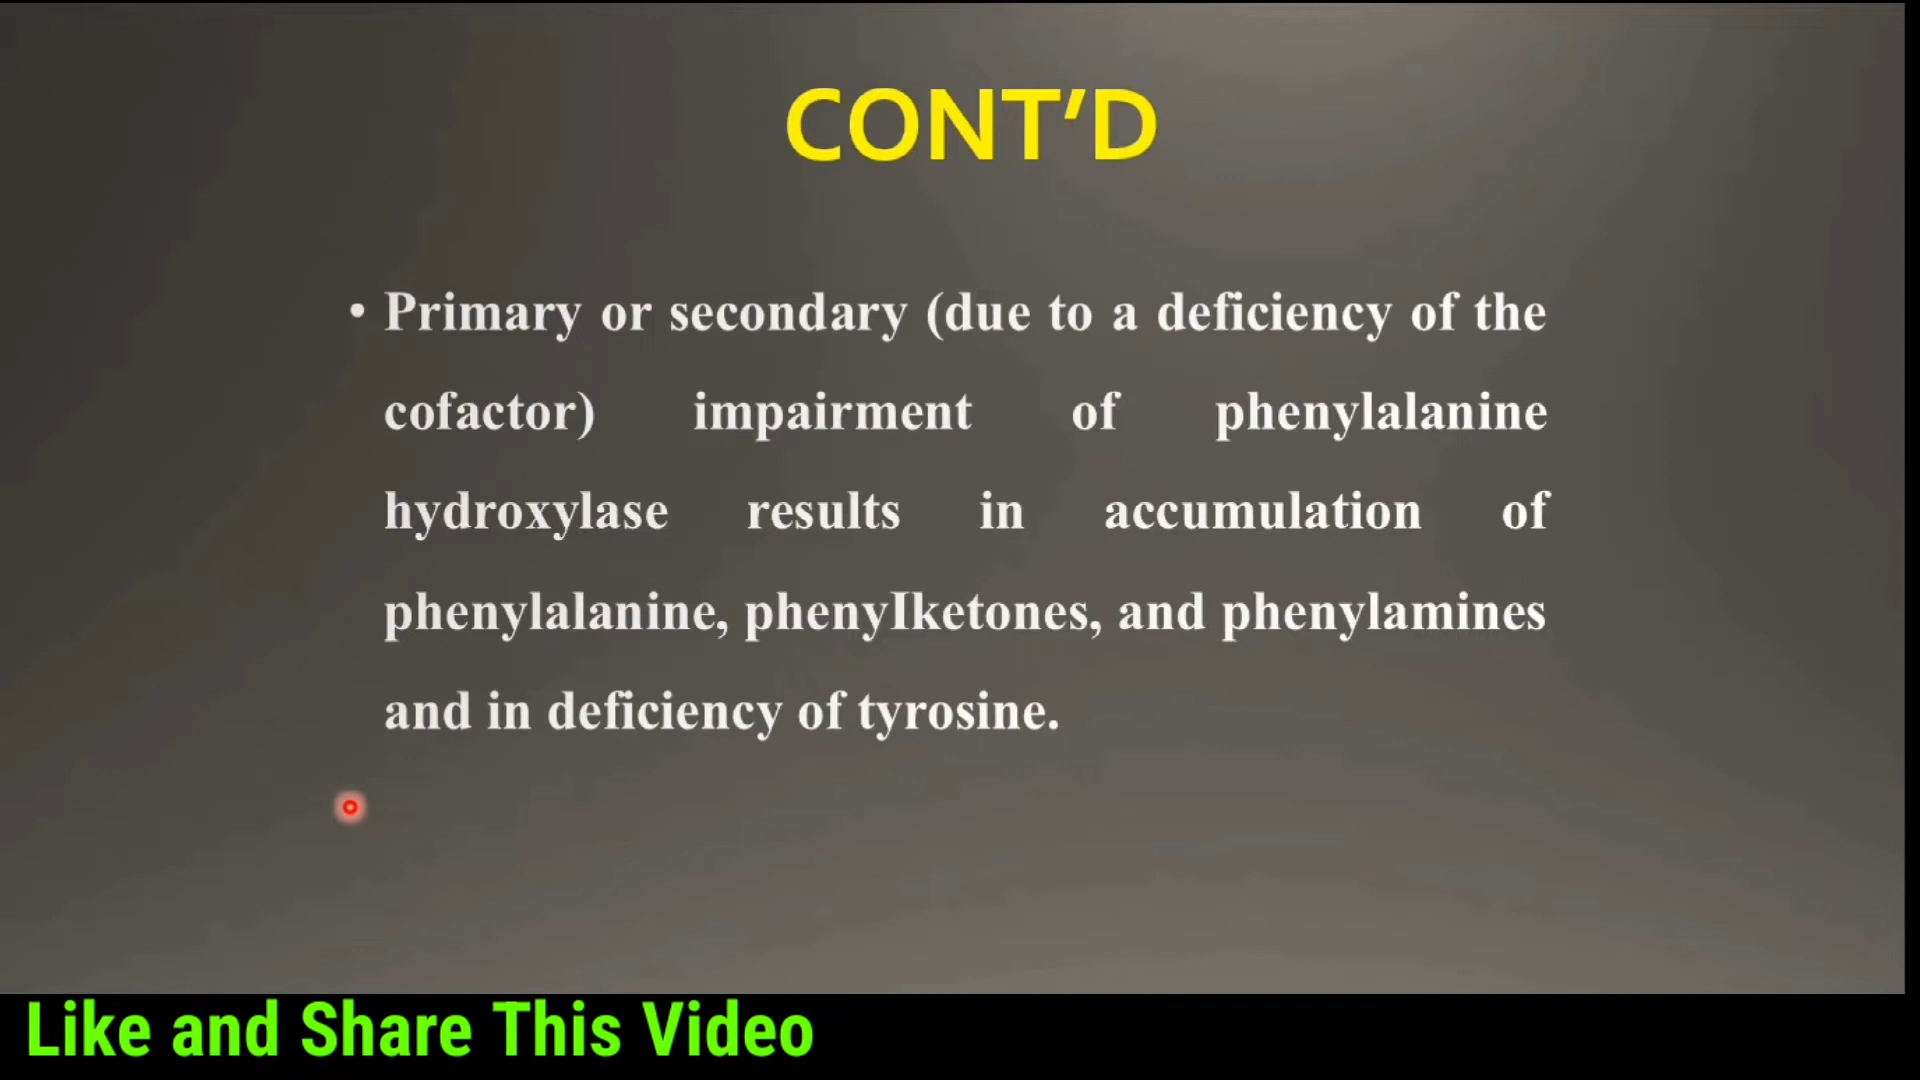 CONT'D
• Primary or secondary (due to a deficiency of the
cofactor) impairment of phenylalanine
hydroxylase results in accumulation of
phenylalanine, phenyIketones, and phenylamines
and in deficiency of tyrosine.
Like and Share This Video